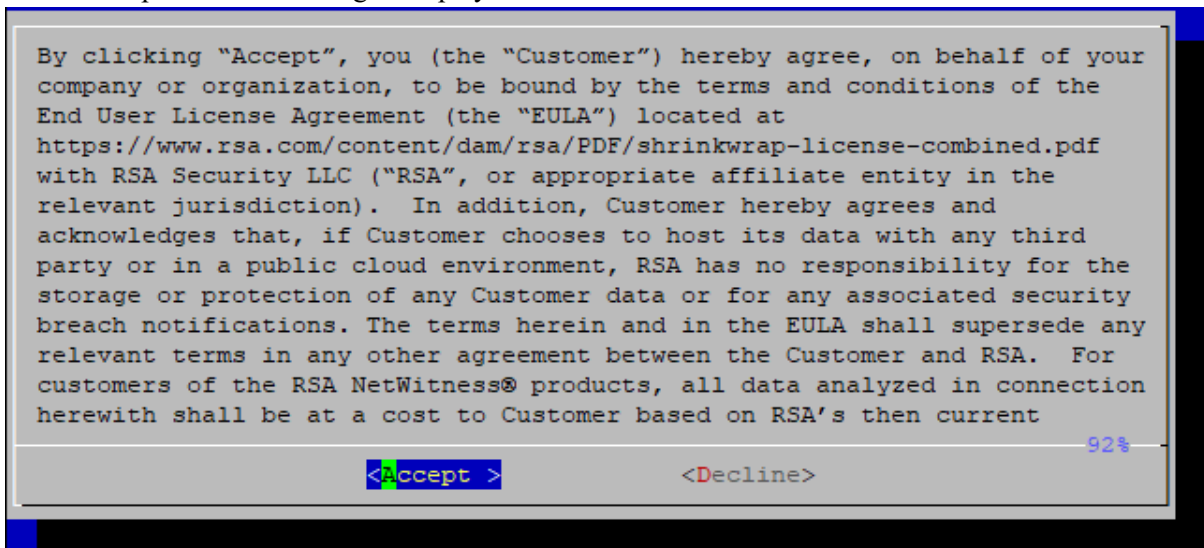 By clicking “Accept”, you (the “Customer”) hereby agree, on behalf of your
company or organization, to be bound by the terms and conditions of the
End User License Agreement (the “EULA”) located at
https://www.rsa.com/content/dam/rsa/PDF/shrinkwrap-license-combined.pdf
with RSA Security LLC (“RSA”, or appropriate affiliate entity in the
relevant jurisdiction).  In addition, Customer hereby agrees and
acknowledges that, if Customer chooses to host its data with any third
party or in a public cloud environment, RSA has no responsibility for the
storage or protection of any Customer data or for any associated security
breach notifications. The terms herein and in the EULA shall supersede any
relevant terms in any other agreement between the Customer and RSA.  For
customers of the RSA NetWitness® products, all data analyzed in connection
herewith shall be at a cost to Customer based on RSA’s then current
92%
<Accept > <Decline>